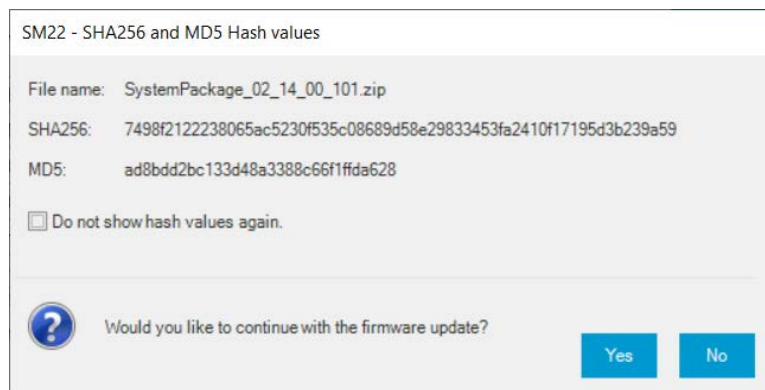 SM22 - SHA256 and MD5 Hash values
File name: SystemPackage_02_14_00_101.zip
SHA256: 7498f2122238065ac5230f535c08689d58e29833453fa2410f17195d3b239a59
MD5: ad8bdd2bc133d48a3388c66f1ffda628
Do not show hash values again.
Would you like to continue with the firmware update?
Yes No